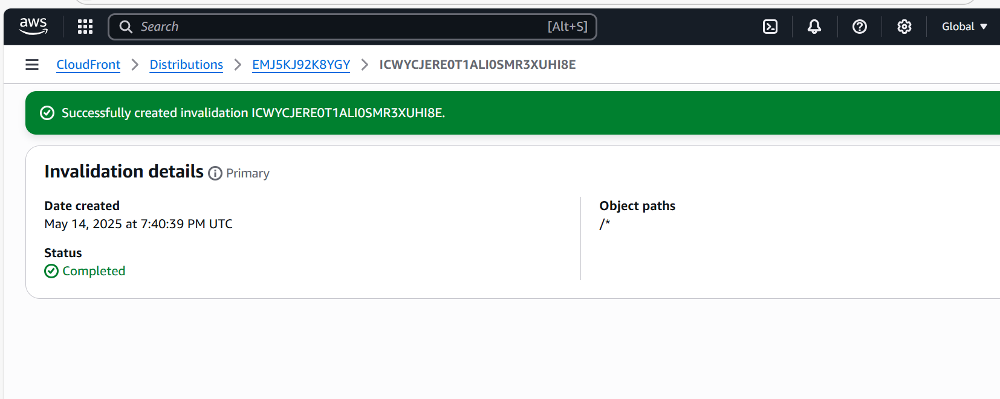 aws
Search [Alt+S] Global
CloudFront Distributions EMJ5KJ92K8YGY ICWYCJERE0T1ALI0SMR3XUHI8E
Successfully created invalidation ICWYCJERE0T1ALI0SMR3XUHI8E.
Invalidation details Primary
Date created
May 14, 2025 at 7:40:39 PM UTC
Status
Completed
Object paths
/*